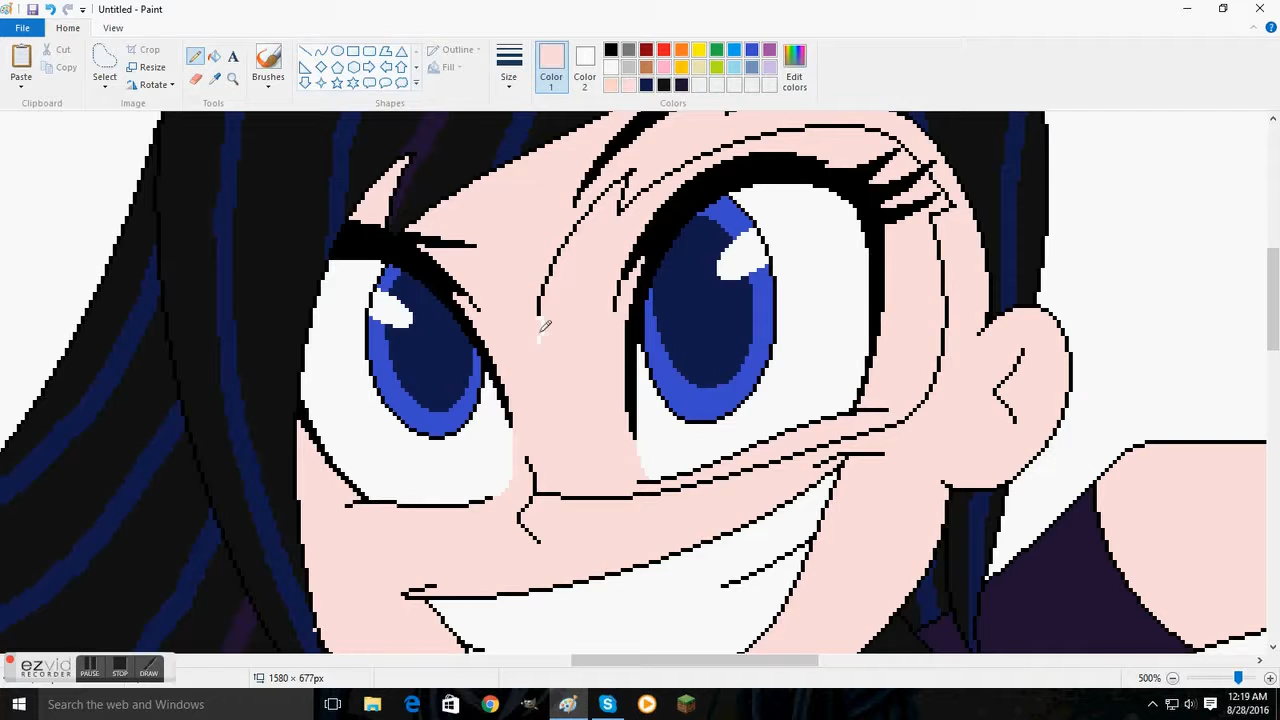 Untitled - Paint
File
Home
View
Paste
Cut
Copy
Clipboard
Select
Crop
Resize
Rotate
Image
Tools
Brushes
Outline
Fill
Shapes
Size
Color 1
Color 2
Edit colors
Colors
ezvid
RECORDER
PAUSE
STOP
DRAW
1580 × 677px
500%
Search the web and Windows
12:19 AM
8/28/2016